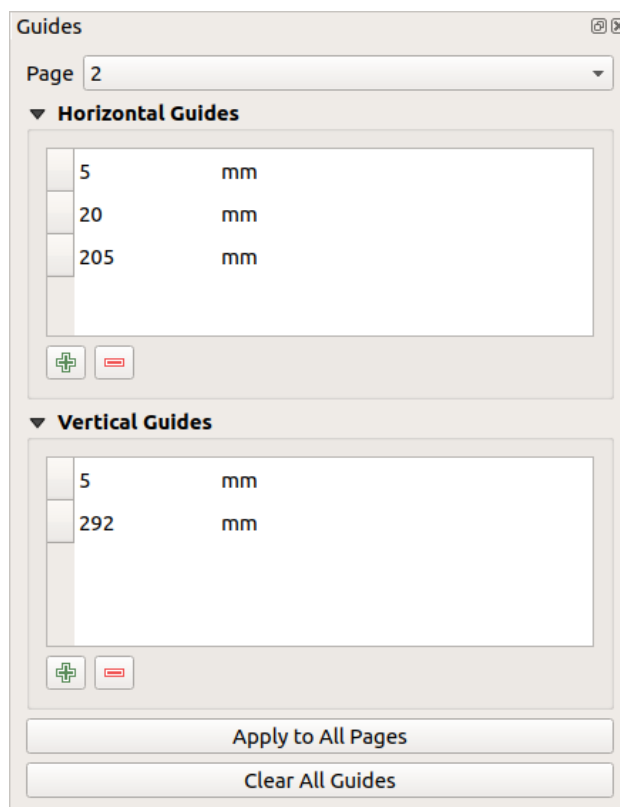 Guides
Page 2
Horizontal Guides
5 mm
20 mm
205 mm
Vertical Guides
5 mm
292 mm
Apply to All Pages
Clear All Guides